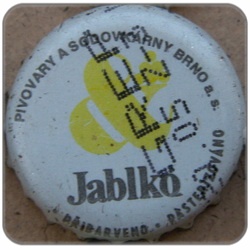 PIVOVARY A SODOVKÁRNY BRNO a. s.
Jablko
PŘIBARVENO • PASTERIZOVÁNO